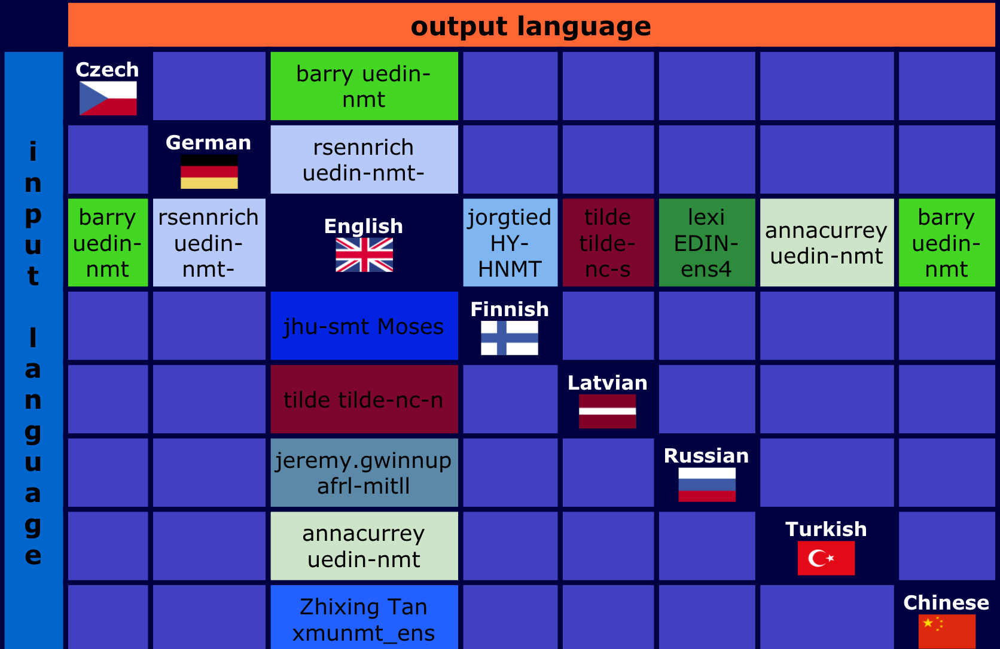 output language
input language
Czech
barry uedin-
nmt
German
rsennrich
uedin-nmt-
barry
uedin-
nmt
rsennrich
uedin-
nmt-
English
jorgtied
HY-
HNMT
tilde
tilde-
nc-s
lexi
EDIN-
ens4
annacurrey
uedin-nmt
barry
uedin-
nmt
jhu-smt Moses
Finnish
tilde tilde-nc-n
Latvian
jeremy.gwinnup
afrl-mitll
Russian
annacurrey
uedin-nmt
Turkish
Zhixing Tan
xmunmt_ens
Chinese